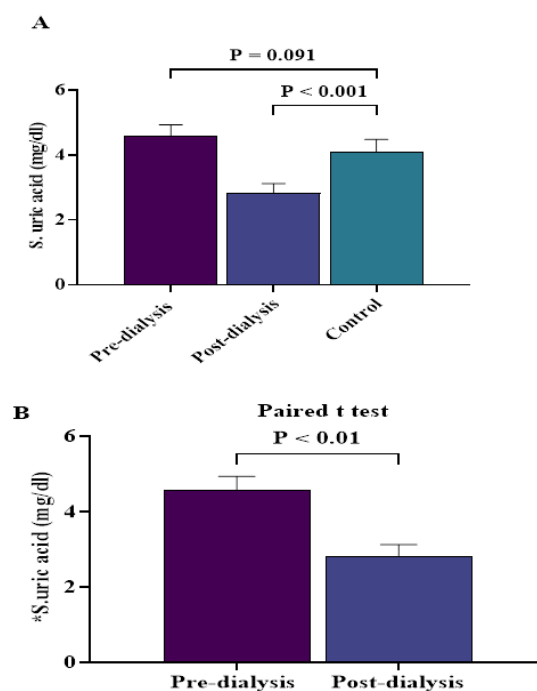 A
P = 0.091
P < 0.001
6
4
2
0
S. uric acid (mg/dl)
Pre-dialysis
Post-dialysis
Control
B
Paired t test
P < 0.01
6
4
2
0
*S.uric acid (mg/dl)
Pre-dialysis Post-dialysis